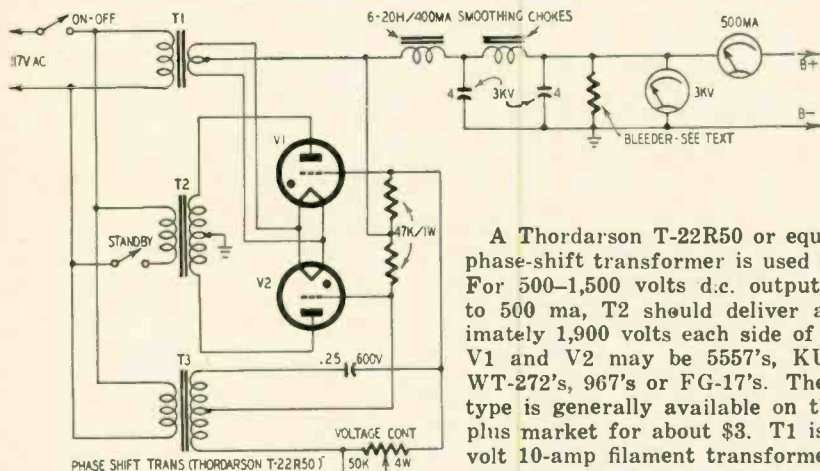 ON-OFF
T1
117V AC
6-20H/400MA SMOOTHING CHOKES
500MA
B+
4
3KV
4
3KV
B-
BLEEDER-SEE TEXT
V1
T2
STANDBY
47K/1W
V2
T3
.25 600V
VOLTAGE CONT
50K 4W
PHASE SHIFT TRANS (THORDARSON T-22R50)
A Thordarson T-22R50 or equi
phase-shift transformer is used
For 500–1,500 volts d.c. output
to 500 ma, T2 should deliver a
imately 1,900 volts each side of
V1 and V2 may be 5557's, KU
WT-272's, 967's or FG-17's. The
type is generally available on th
plus market for about $3. T1 is
volt 10-amp filament transforme